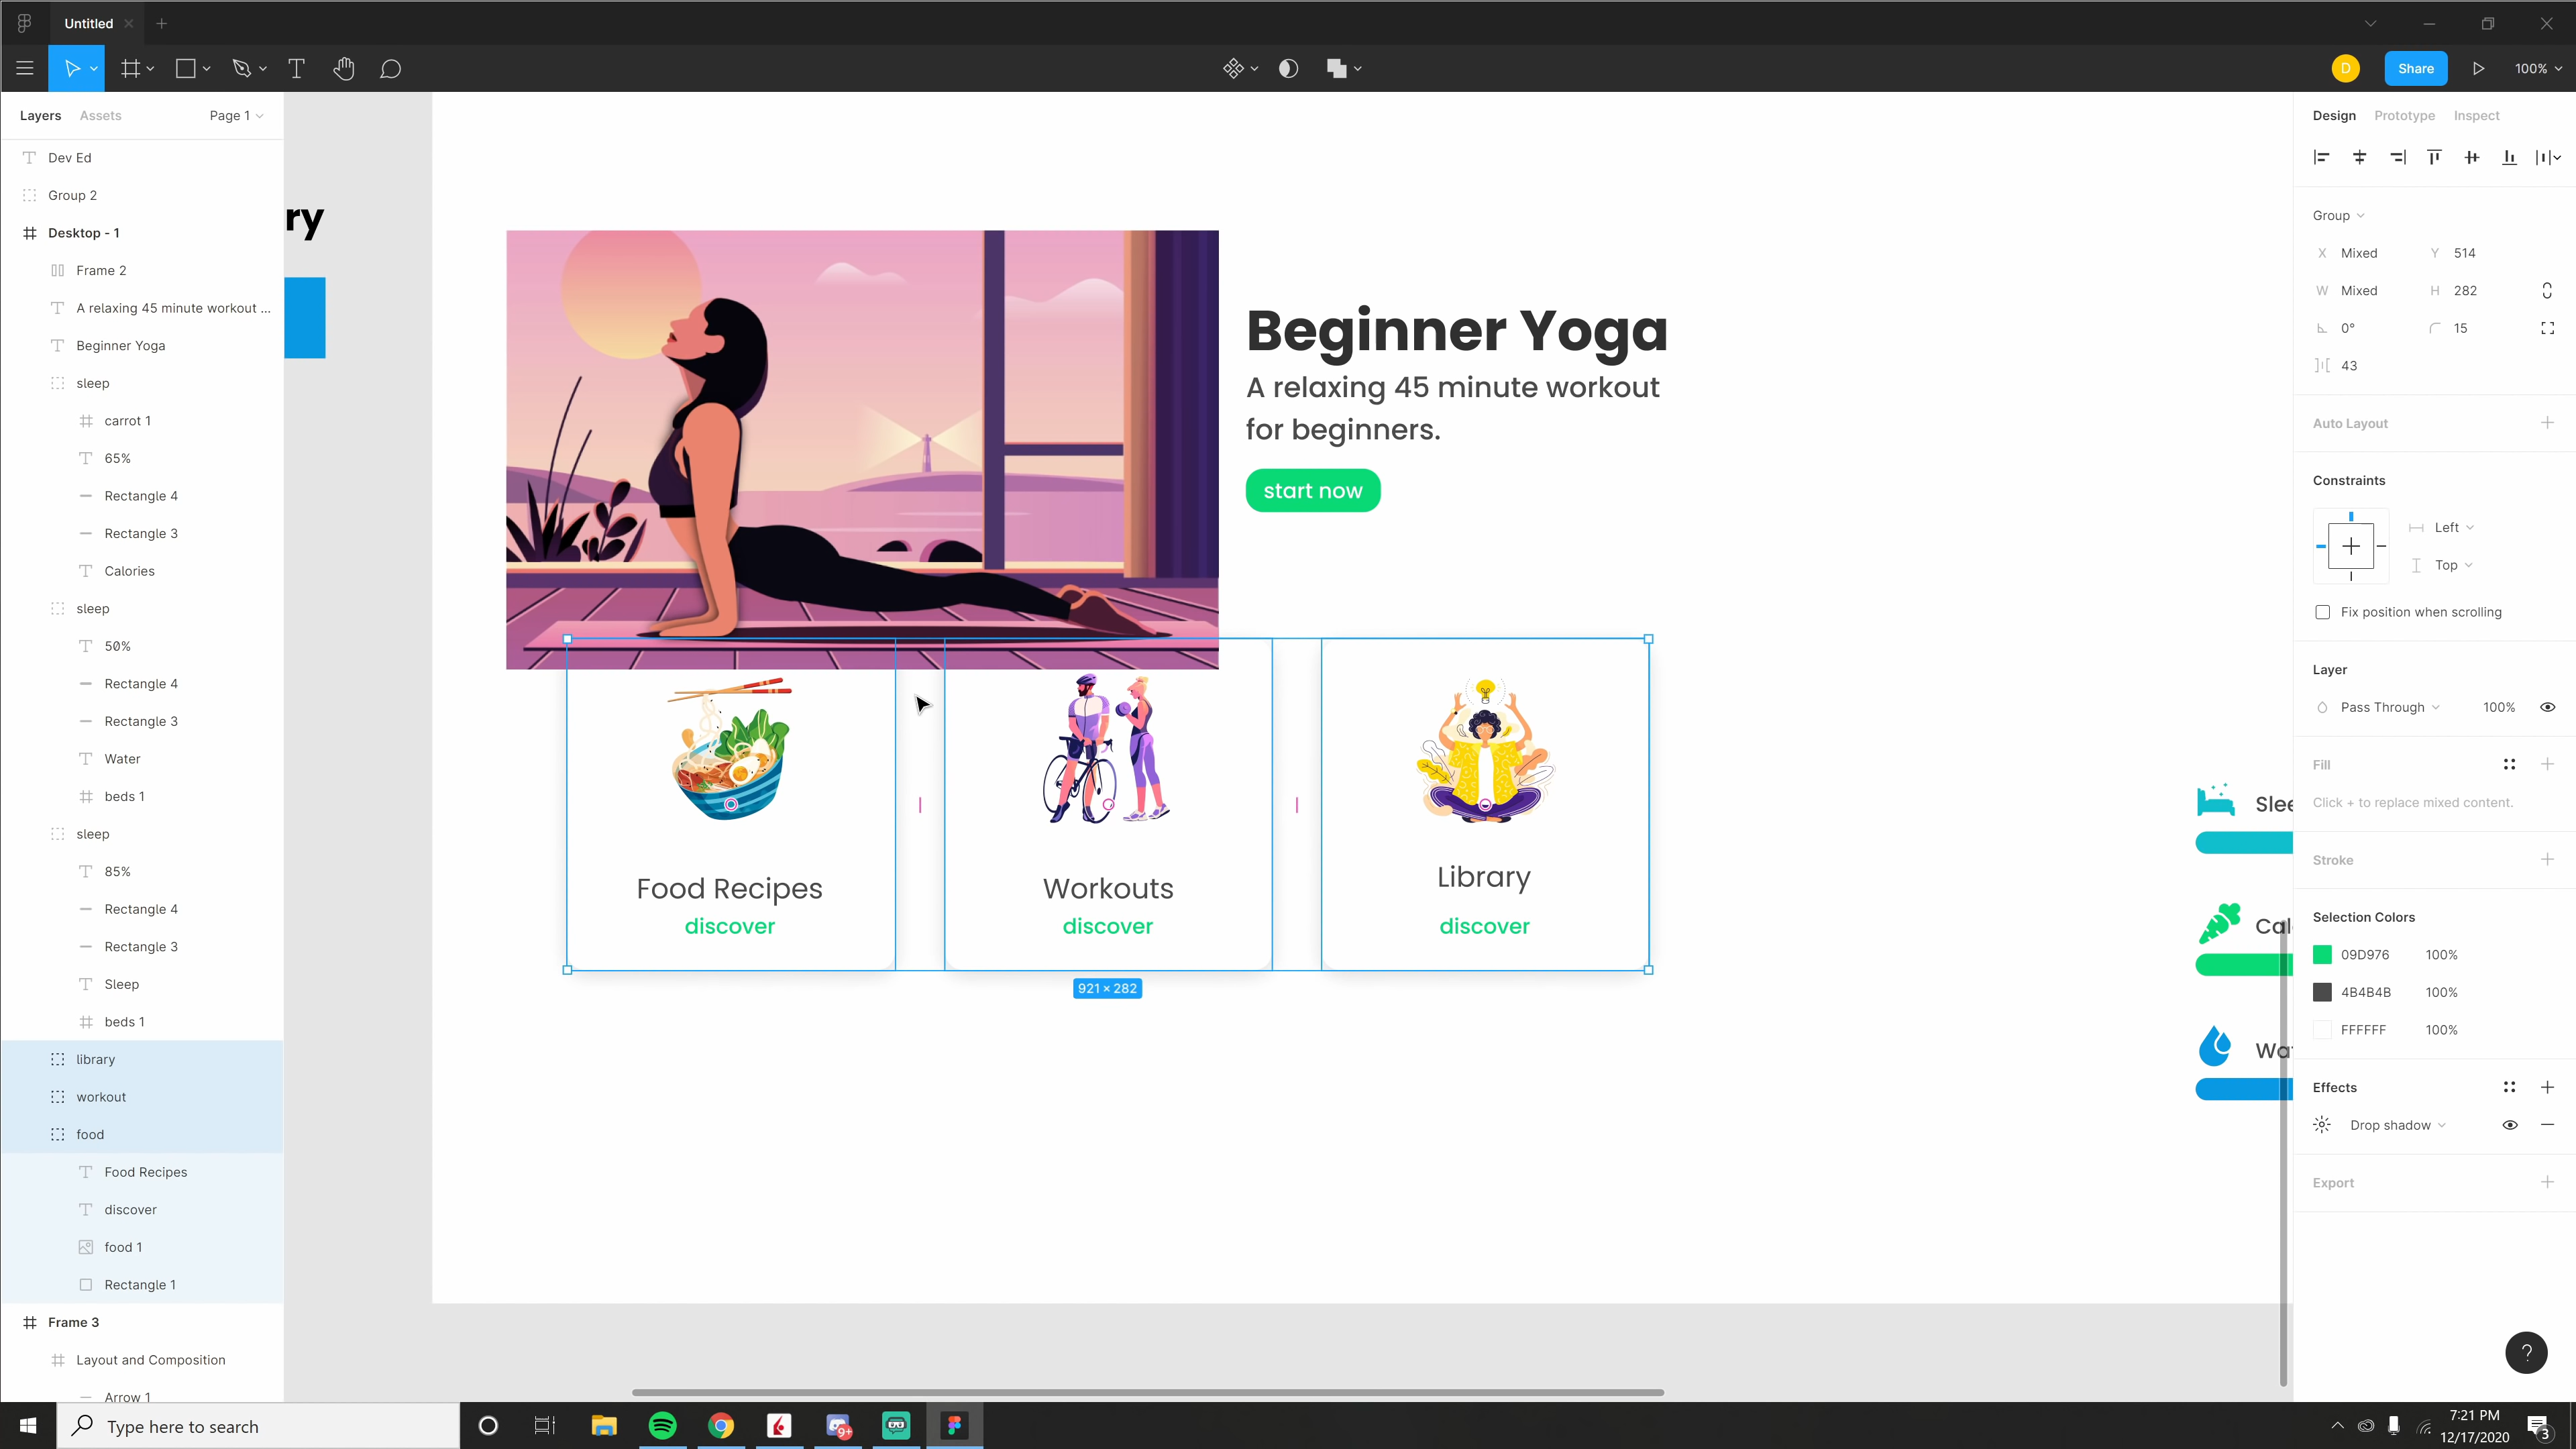 Untitled
Share
D
100%
Layers
Assets
Page 1
Dev Ed
Group 2
Desktop - 1
Frame 2
A relaxing 45 minute workout ...
Beginner Yoga
sleep
carrot 1
65%
Rectangle 4
Rectangle 3
Calories
sleep
50%
Rectangle 4
Rectangle 3
Water
beds 1
sleep
85%
Rectangle 4
Rectangle 3
Sleep
beds 1
library
workout
food
Food Recipes
discover
food 1
Rectangle 1
Frame 3
Layout and Composition
Arrow 1
ry
Beginner Yoga
A relaxing 45 minute workout
for beginners.
start now
Food Recipes
discover
Workouts
discover
Library
discover
921 × 282
Slee
Cal
Wa
Design
Prototype
Inspect
Group
X Mixed Y 514
W Mixed H 282
0° 15
43
Auto Layout
Constraints
Left
Top
Fix position when scrolling
Layer
Pass Through 100%
Fill
Click + to replace mixed content.
Stroke
Selection Colors
09D976 100%
4B4B4B 100%
FFFFFF 100%
Effects
Drop shadow
Export
?
Type here to search
9+
7:21 PM
12/17/2020
3